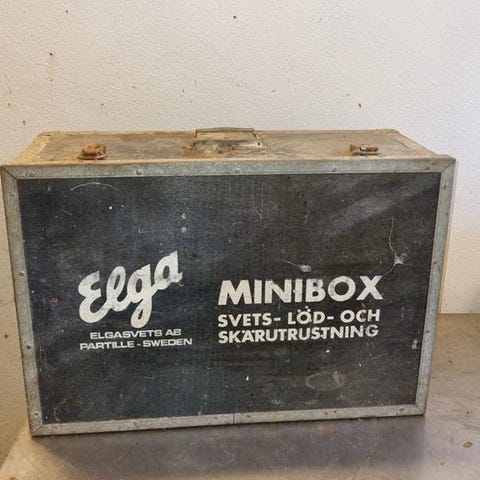 Elga
ELGASVETS AB
PARTILLE - SWEDEN
MINIBOX
SVETS- LÖD- OCH
SKÄRUTRUSTNING